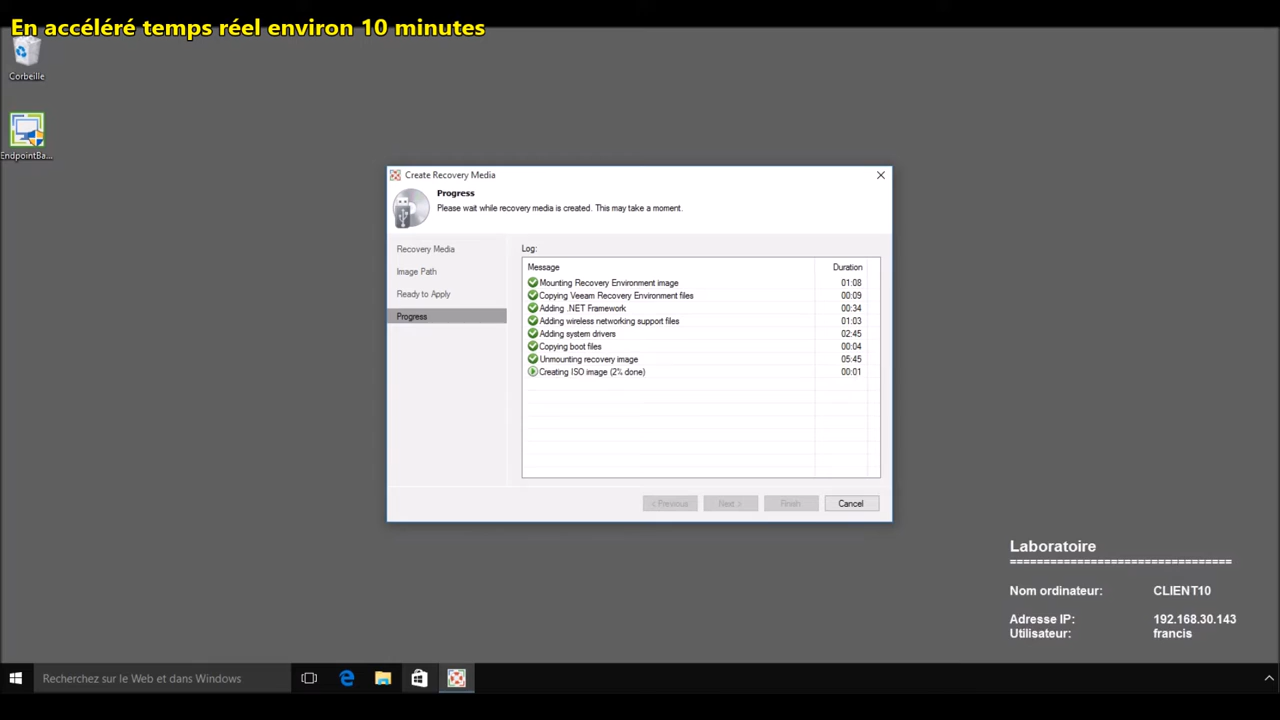 En accéléré temps réel environ 10 minutes
Corbeille
EndpointBa...
Create Recovery Media
Progress
Please wait while recovery media is created. This may take a moment.
Recovery Media
Image Path
Ready to Apply
Progress
Log:
Message Duration
Mounting Recovery Environment image 01:08
Copying Veeam Recovery Environment files 00:09
Adding .NET Framework 00:34
Adding wireless networking support files 01:03
Adding system drivers 02:45
Copying boot files 00:04
Unmounting recovery image 05:45
Creating ISO image (2% done) 00:01
< Previous Next > Finish Cancel
Laboratoire
=================================
Nom ordinateur: CLIENT10
Adresse IP: 192.168.30.143
Utilisateur: francis
Recherchez sur le Web et dans Windows